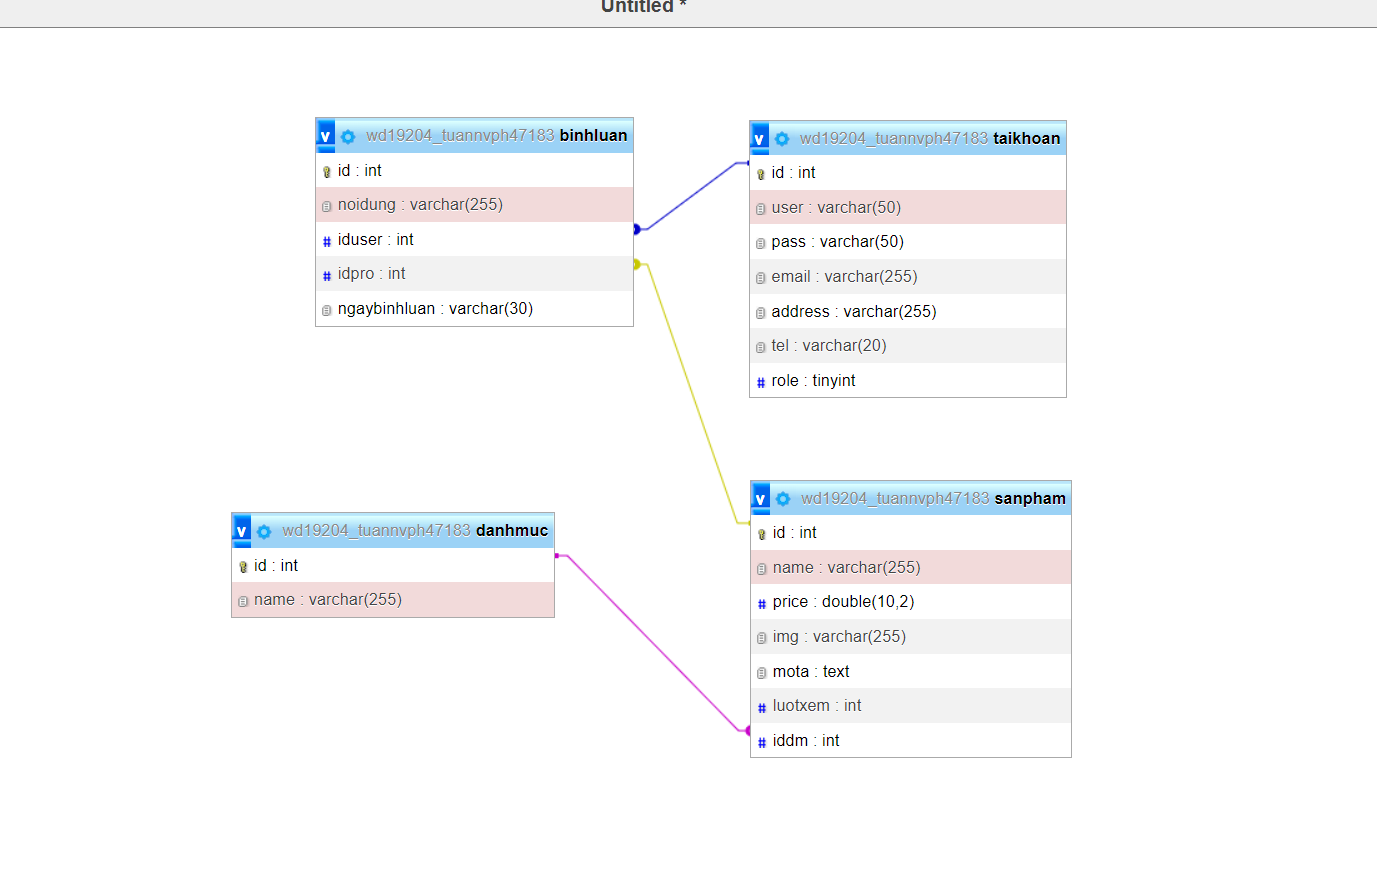 Untitled *
v wd19204_tuannvph47183 binhluan
id : int
noidung : varchar(255)
# iduser : int
# idpro : int
ngaybinhluan : varchar(30)
v wd19204_tuannvph47183 taikhoan
id : int
user : varchar(50)
pass : varchar(50)
email : varchar(255)
address : varchar(255)
tel : varchar(20)
# role : tinyint
v wd19204_tuannvph47183 danhmuc
id : int
name : varchar(255)
v wd19204_tuannvph47183 sanpham
id : int
name : varchar(255)
# price : double(10,2)
img : varchar(255)
mota : text
# luotxem : int
# iddm : int